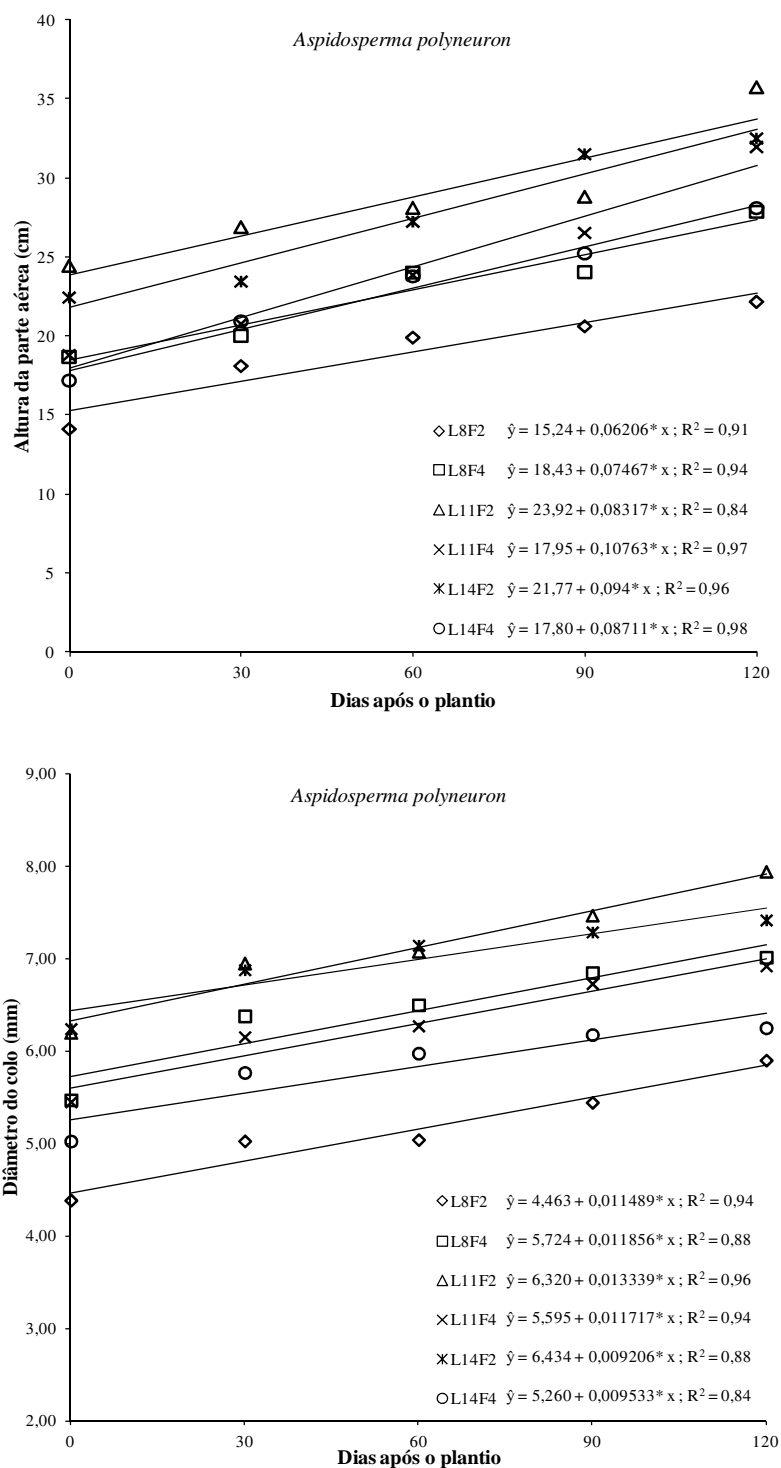 40
Aspidosperma polyneuron
35
30
25
20
15
10
5
0
Altura da parte aérea (cm)
L8F2 ŷ = 15,24 + 0,06206* x ; R² = 0,91
L8F4 ŷ = 18,43 + 0,07467* x ; R² = 0,94
L11F2 ŷ = 23,92 + 0,08317* x ; R² = 0,84
L11F4 ŷ = 17,95 + 0,10763* x ; R² = 0,97
L14F2 ŷ = 21,77 + 0,094* x ; R² = 0,96
L14F4 ŷ = 17,80 + 0,08711* x ; R² = 0,98
0 30 60 90 120
Dias após o plantio
9,00
Aspidosperma polyneuron
8,00
7,00
6,00
5,00
4,00
3,00
2,00
Diâmetro do colo (mm)
L8F2 ŷ = 4,463 + 0,011489* x ; R² = 0,94
L8F4 ŷ = 5,724 + 0,011856* x ; R² = 0,88
L11F2 ŷ = 6,320 + 0,013339* x ; R² = 0,96
L11F4 ŷ = 5,595 + 0,011717* x ; R² = 0,94
L14F2 ŷ = 6,434 + 0,009206* x ; R² = 0,88
L14F4 ŷ = 5,260 + 0,009533* x ; R² = 0,84
0 30 60 90 120
Dias após o plantio